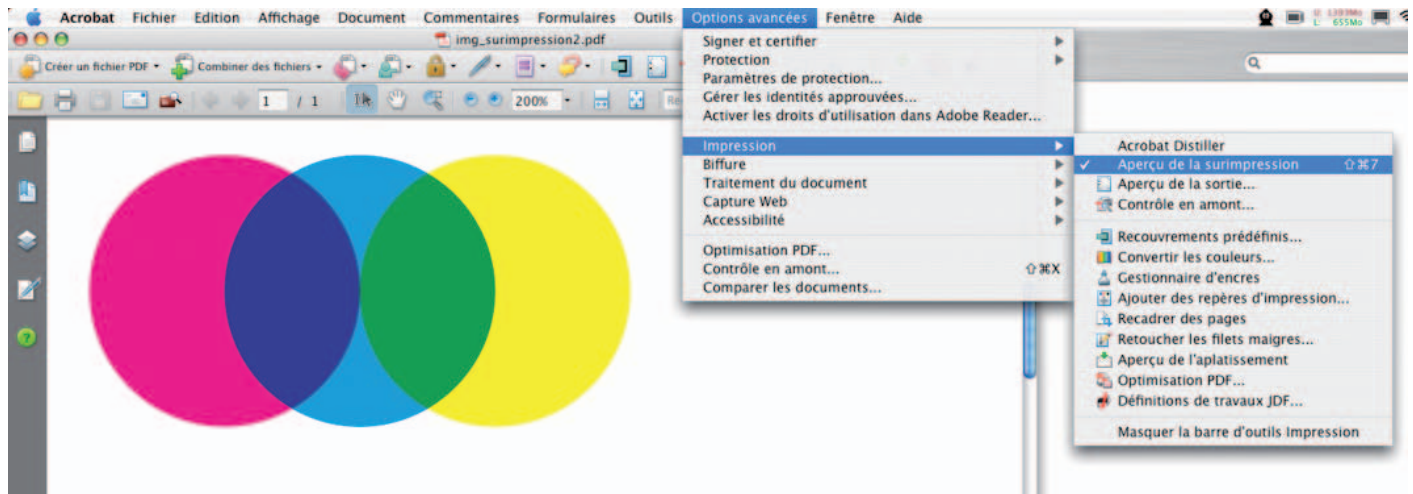 Acrobat Fichier Edition Affichage Document Commentaires Formulaires Outils Options avancées Fenêtre Aide
L: 655Mo
img_surimpression2.pdf
Créer un fichier PDF Combiner des fichiers
1 / 1 200% Re
Signer et certifier
Protection
Paramètres de protection...
Gérer les identités approuvées...
Activer les droits d'utilisation dans Adobe Reader...
Impression
Biffure
Traitement du document
Capture Web
Accessibilité
Optimisation PDF...
Contrôle en amont... ⇧⌘X
Comparer les documents...
Acrobat Distiller
✓ Aperçu de la surimpression ⇧⌘7
Aperçu de la sortie...
Contrôle en amont...
Recouvrements prédéfinis...
Convertir les couleurs...
Gestionnaire d'encres
Ajouter des repères d'impression...
Recadrer des pages
Retoucher les filets maigres...
Aperçu de l'aplatissement
Optimisation PDF...
Définitions de travaux JDF...
Masquer la barre d'outils Impression